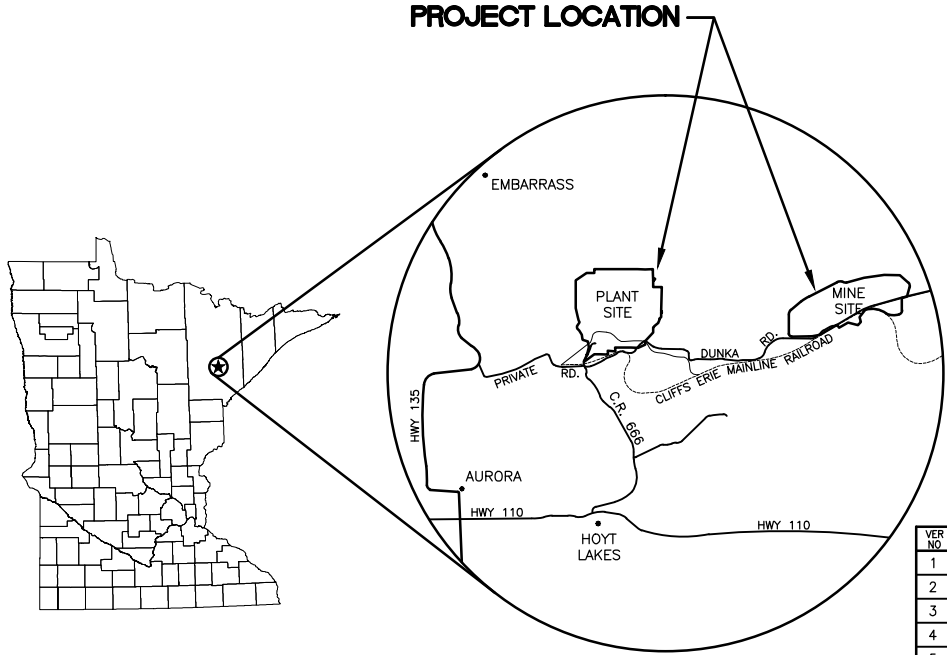 PROJECT LOCATION
EMBARRASS
PLANT
SITE
MINE
SITE
DUNKA
RD.
CLIFFS ERIE MAINLINE RAILROAD
PRIVATE
RD.
HWY 135
C.R. 666
AURORA
HWY 110
HOYT
LAKES
HWY 110
VER
NO
1
2
3
4